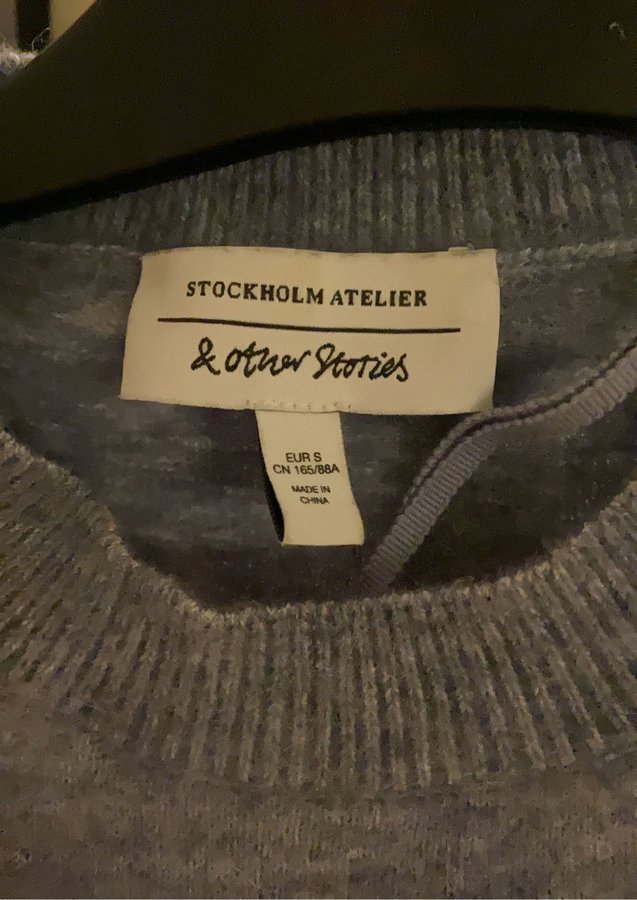 STOCKHOLM ATELIER
& other Stories
EUR S
CN 165/88A
MADE IN
CHINA